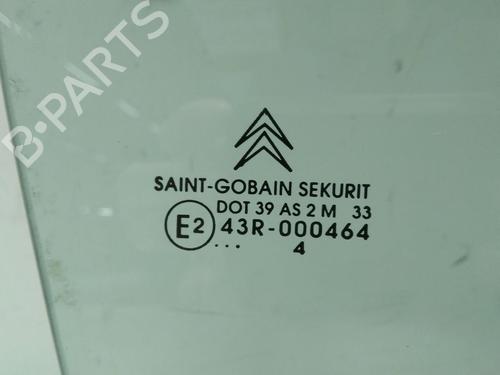 B-PARTS
SAINT-GOBAIN SEKURIT
DOT 39 AS 2 M 33
E2 43R-000464
... 4